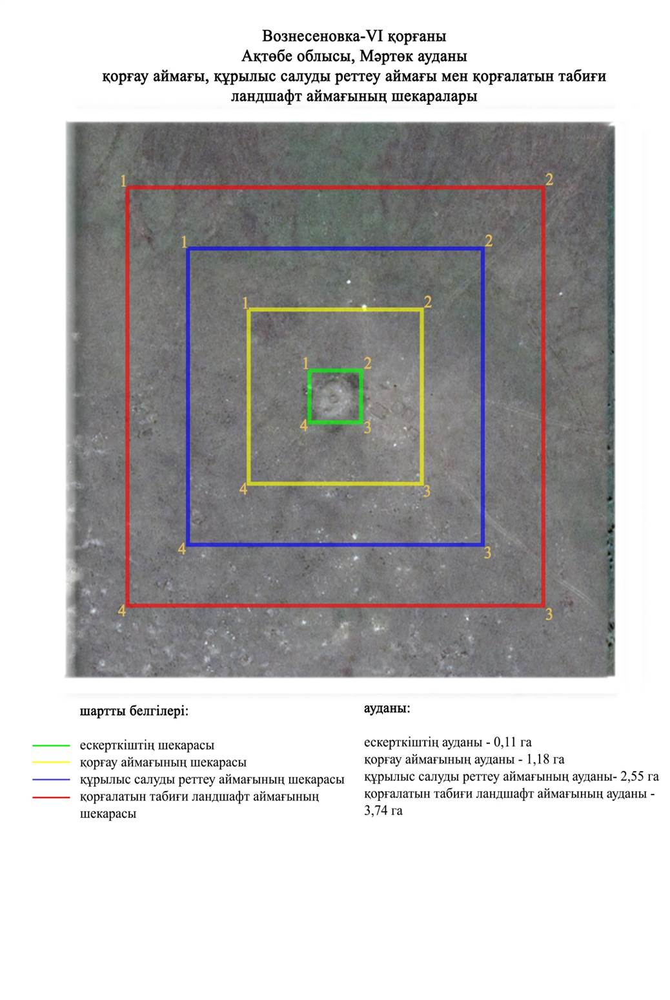 Вознесеновка-VI қорғаны
Ақтөбе облысы, Мәртөк ауданы
қорғау аймағы, құрылыс салуды реттеу аймағы мен қорғалатын табиғи
ландшафт аймағының шекаралары
1
2
1
2
1
2
1
2
4
3
4
3
4
3
4
3
шартты белгілері:
ескерткіштің шекарасы
қорғау аймағының шекарасы
құрылыс салуды реттеу аймағының шекарасы
қорғалатын табиғи ландшафт аймағының
шекарасы
ауданы:
ескерткіштің ауданы - 0,11 га
қорғау аймағының ауданы - 1,18 га
құрылыс салуды реттеу аймағының ауданы- 2,55 га
қорғалатын табиғи ландшафт аймағының ауданы -
3,74 га